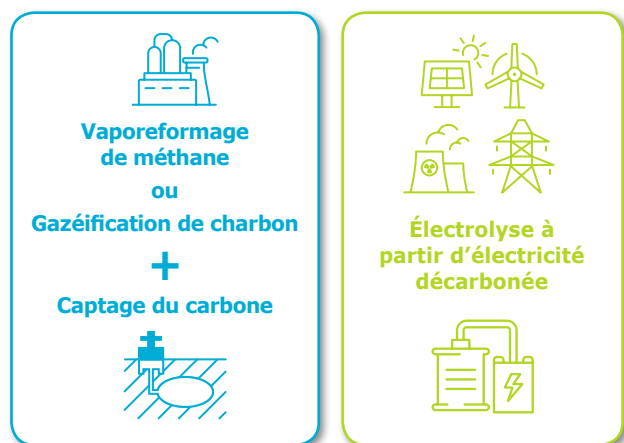 Vaporeformage
de méthane
ou
Gazéification de charbon
+
Captage du carbone
Électrolyse à
partir d’électricité
décarbonée